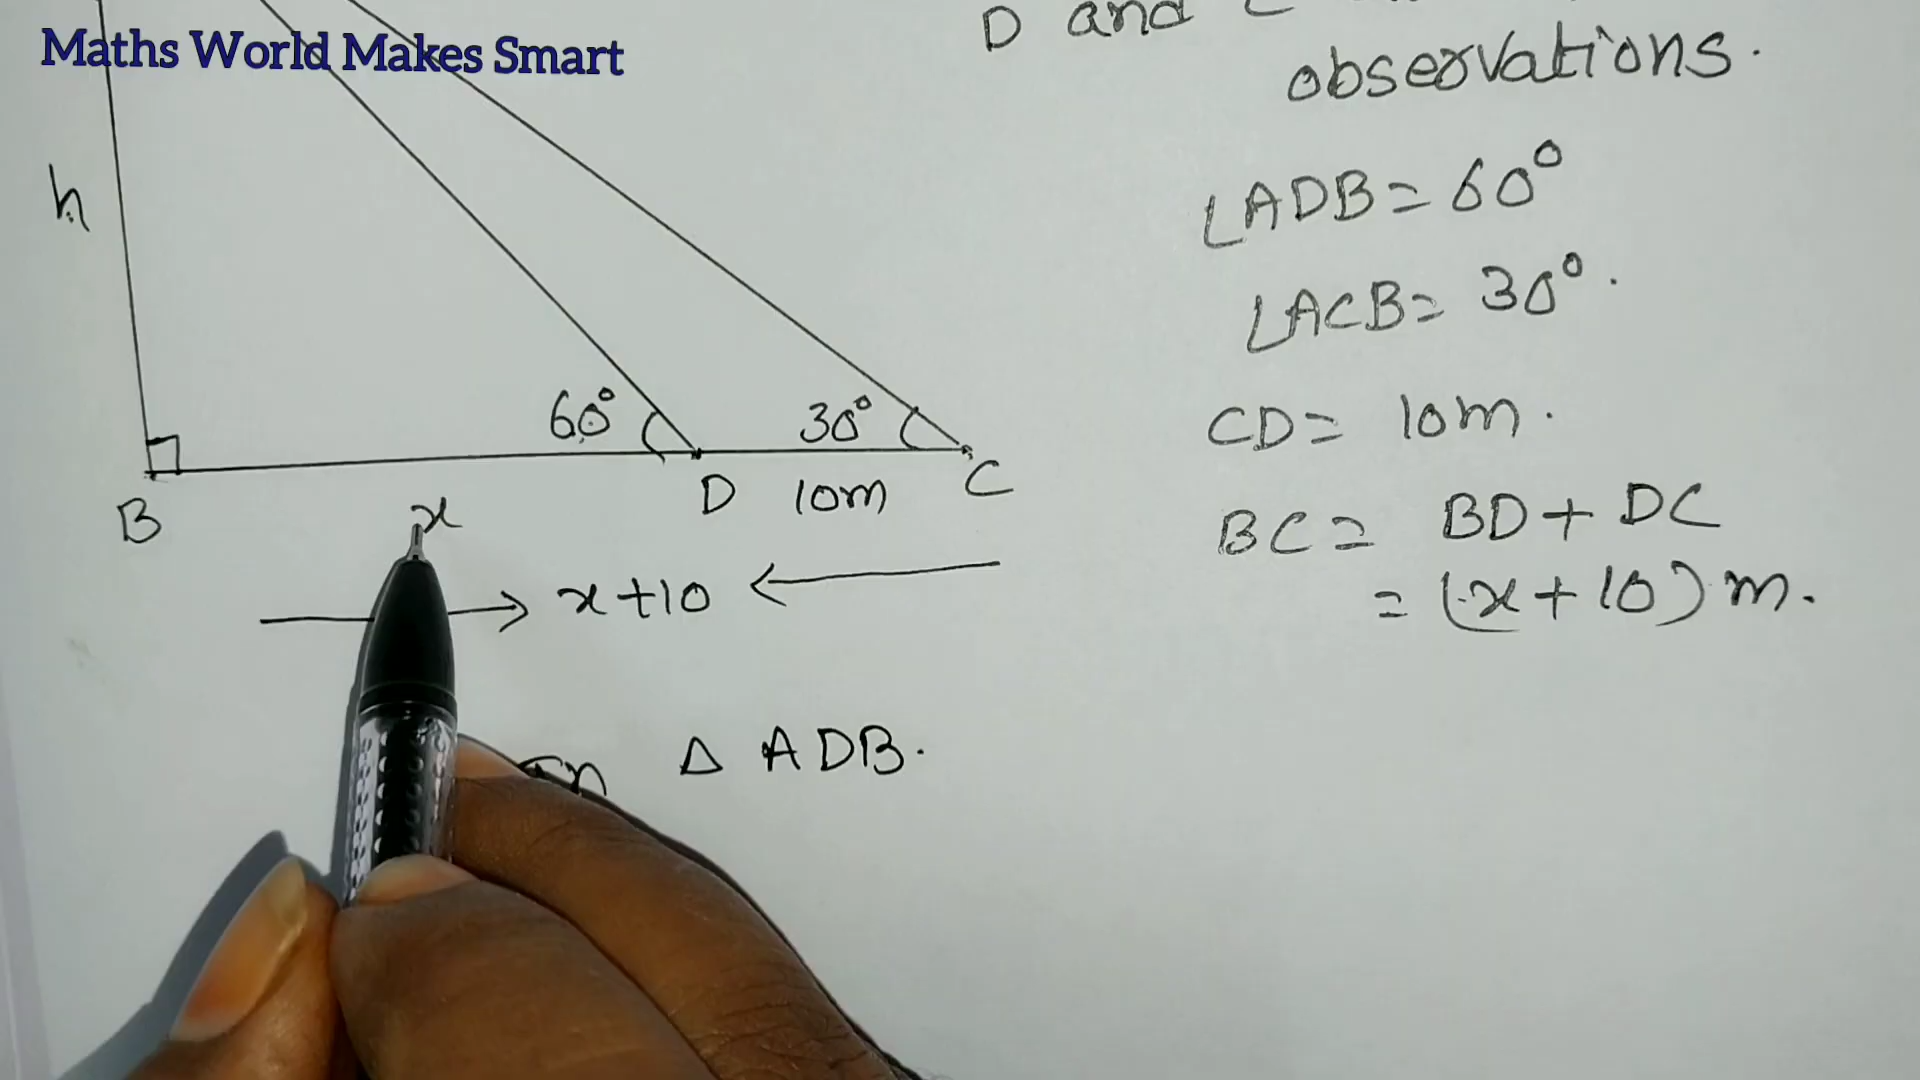 Maths World Makes Smart
D and
observations.
∠ADB = 60°
∠ACB = 30°.
CD = 10m.
BC = BD + DC
= (x + 10) m.
h
60°
30°
B
x
D
10m
C
x + 10
In Δ ADB.